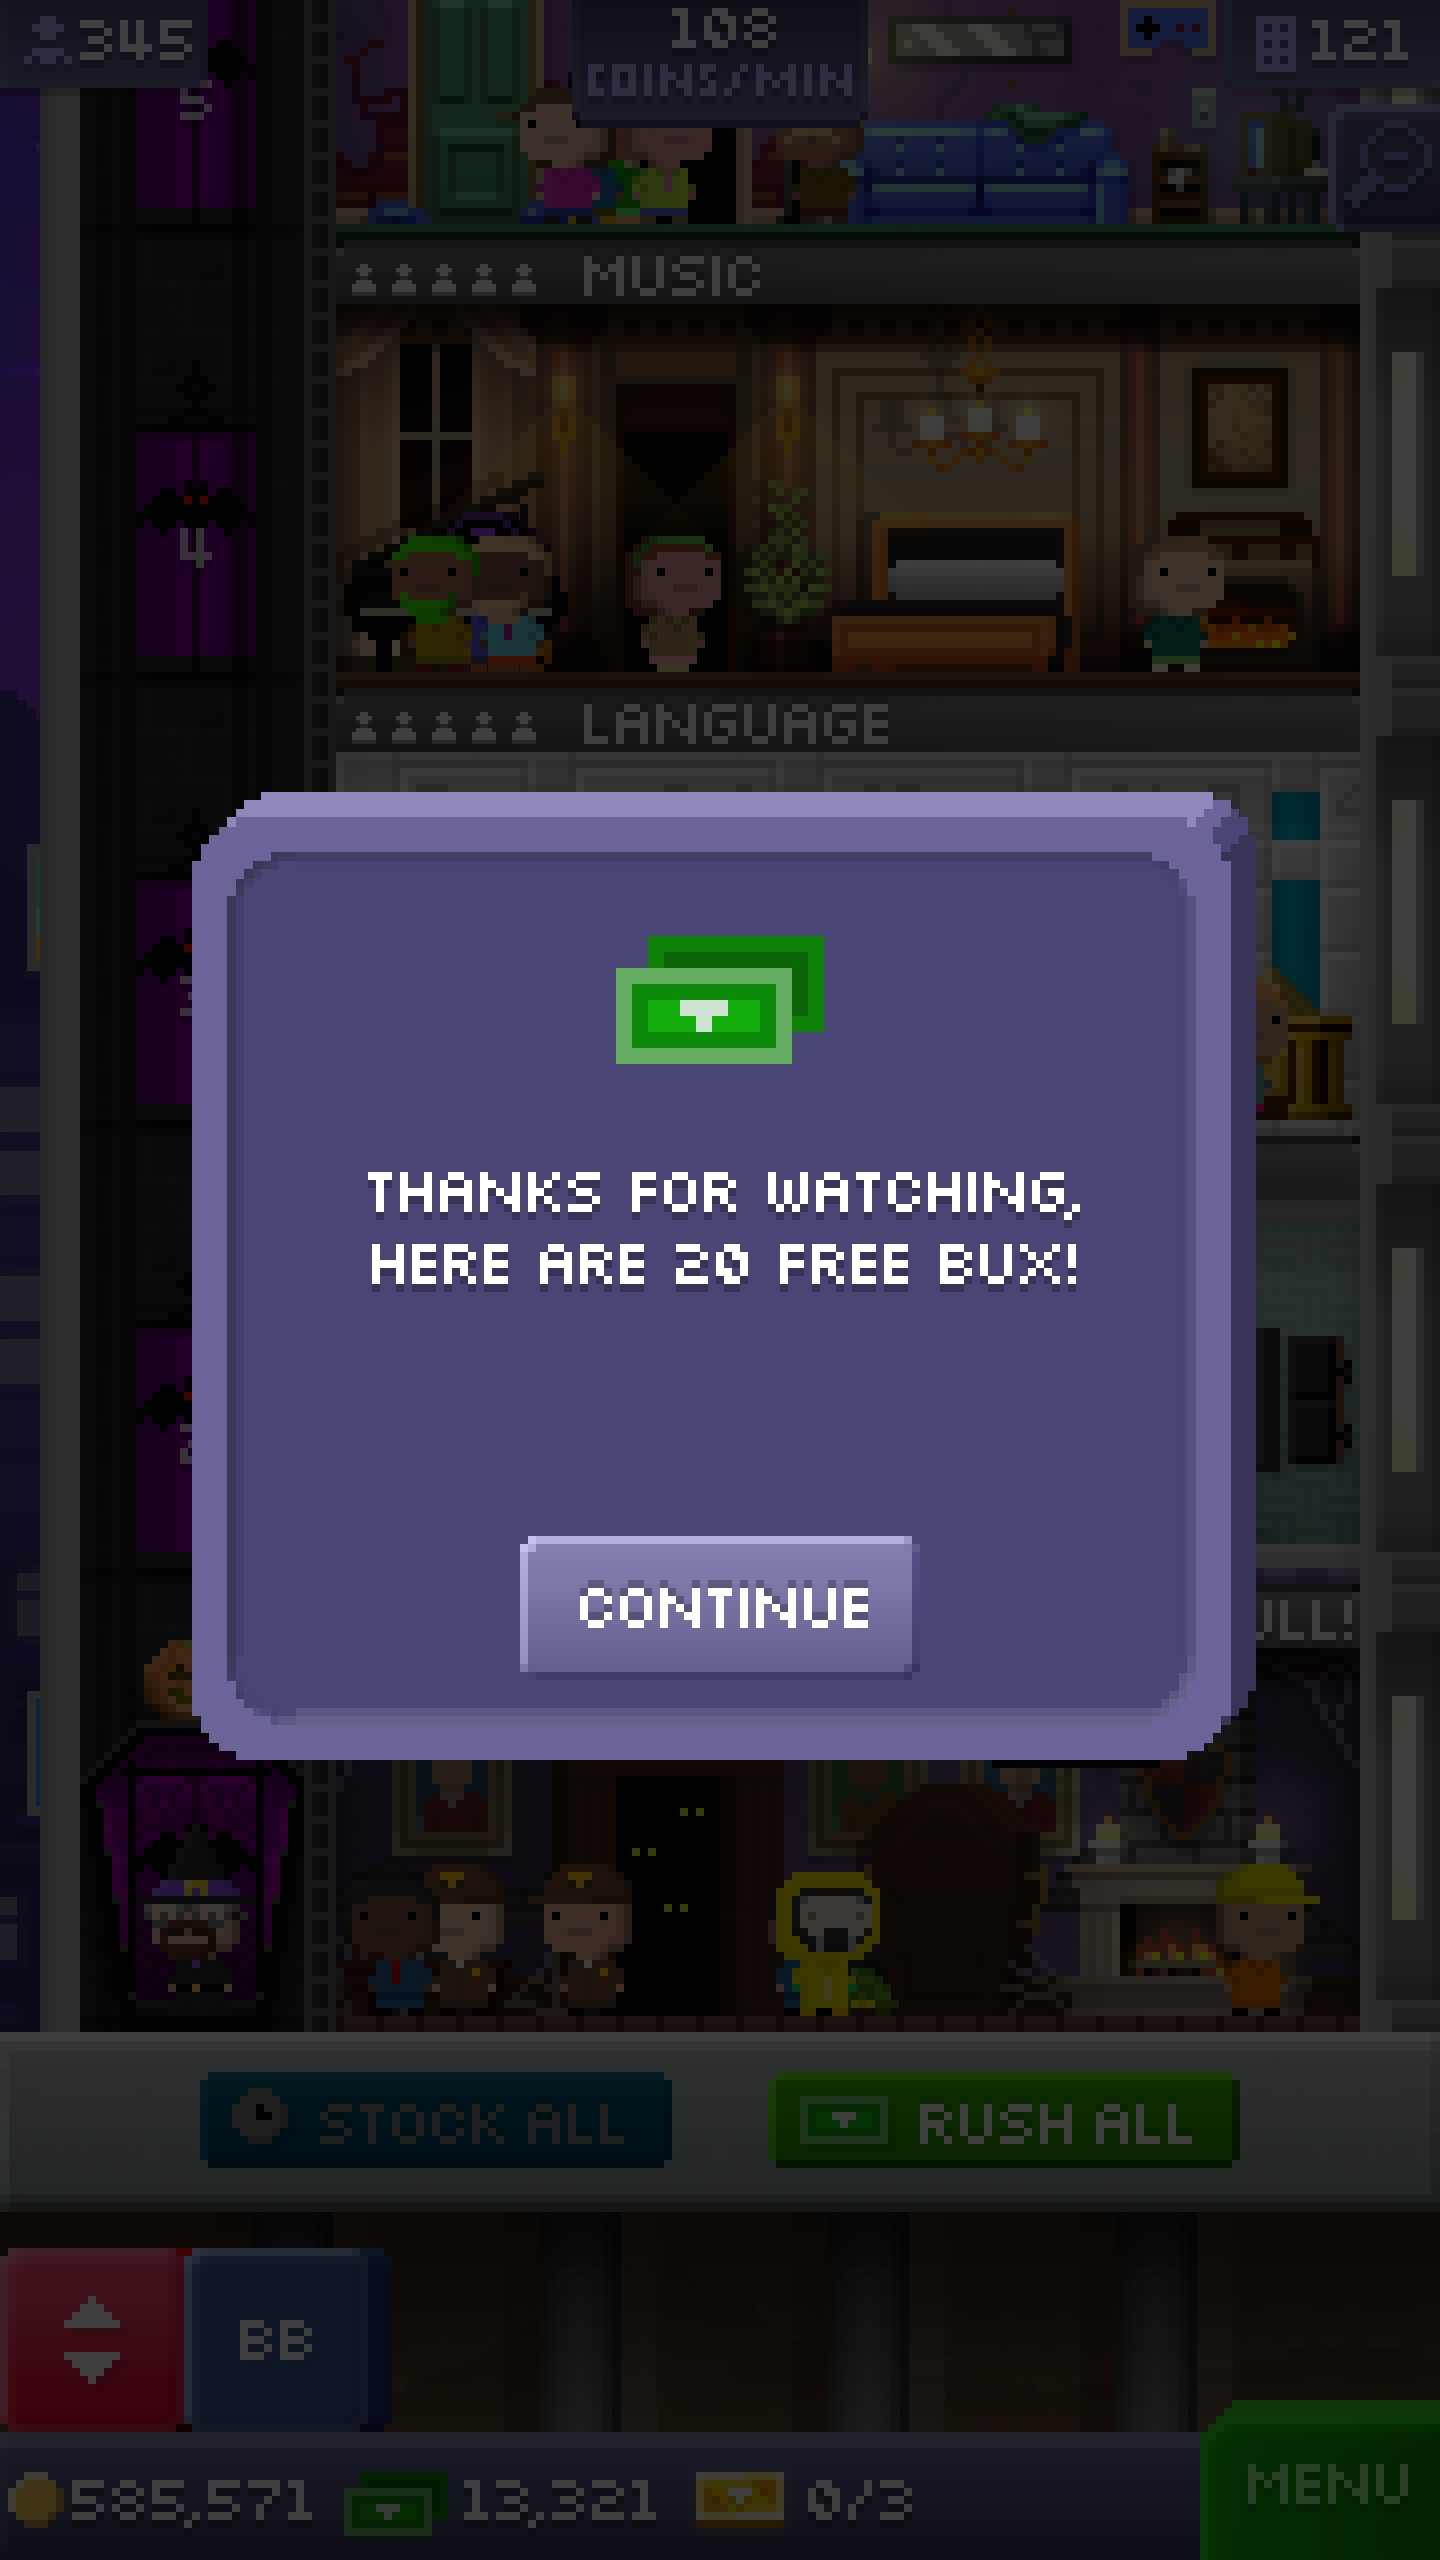 345
108
COINS/MIN
121
5
MUSIC
4
LANGUAGE
THANKS FOR WATCHING,
HERE ARE 20 FREE BUX!
CONTINUE
STOCK ALL
RUSH ALL
BB
585,571
13,321
0/3
MENU